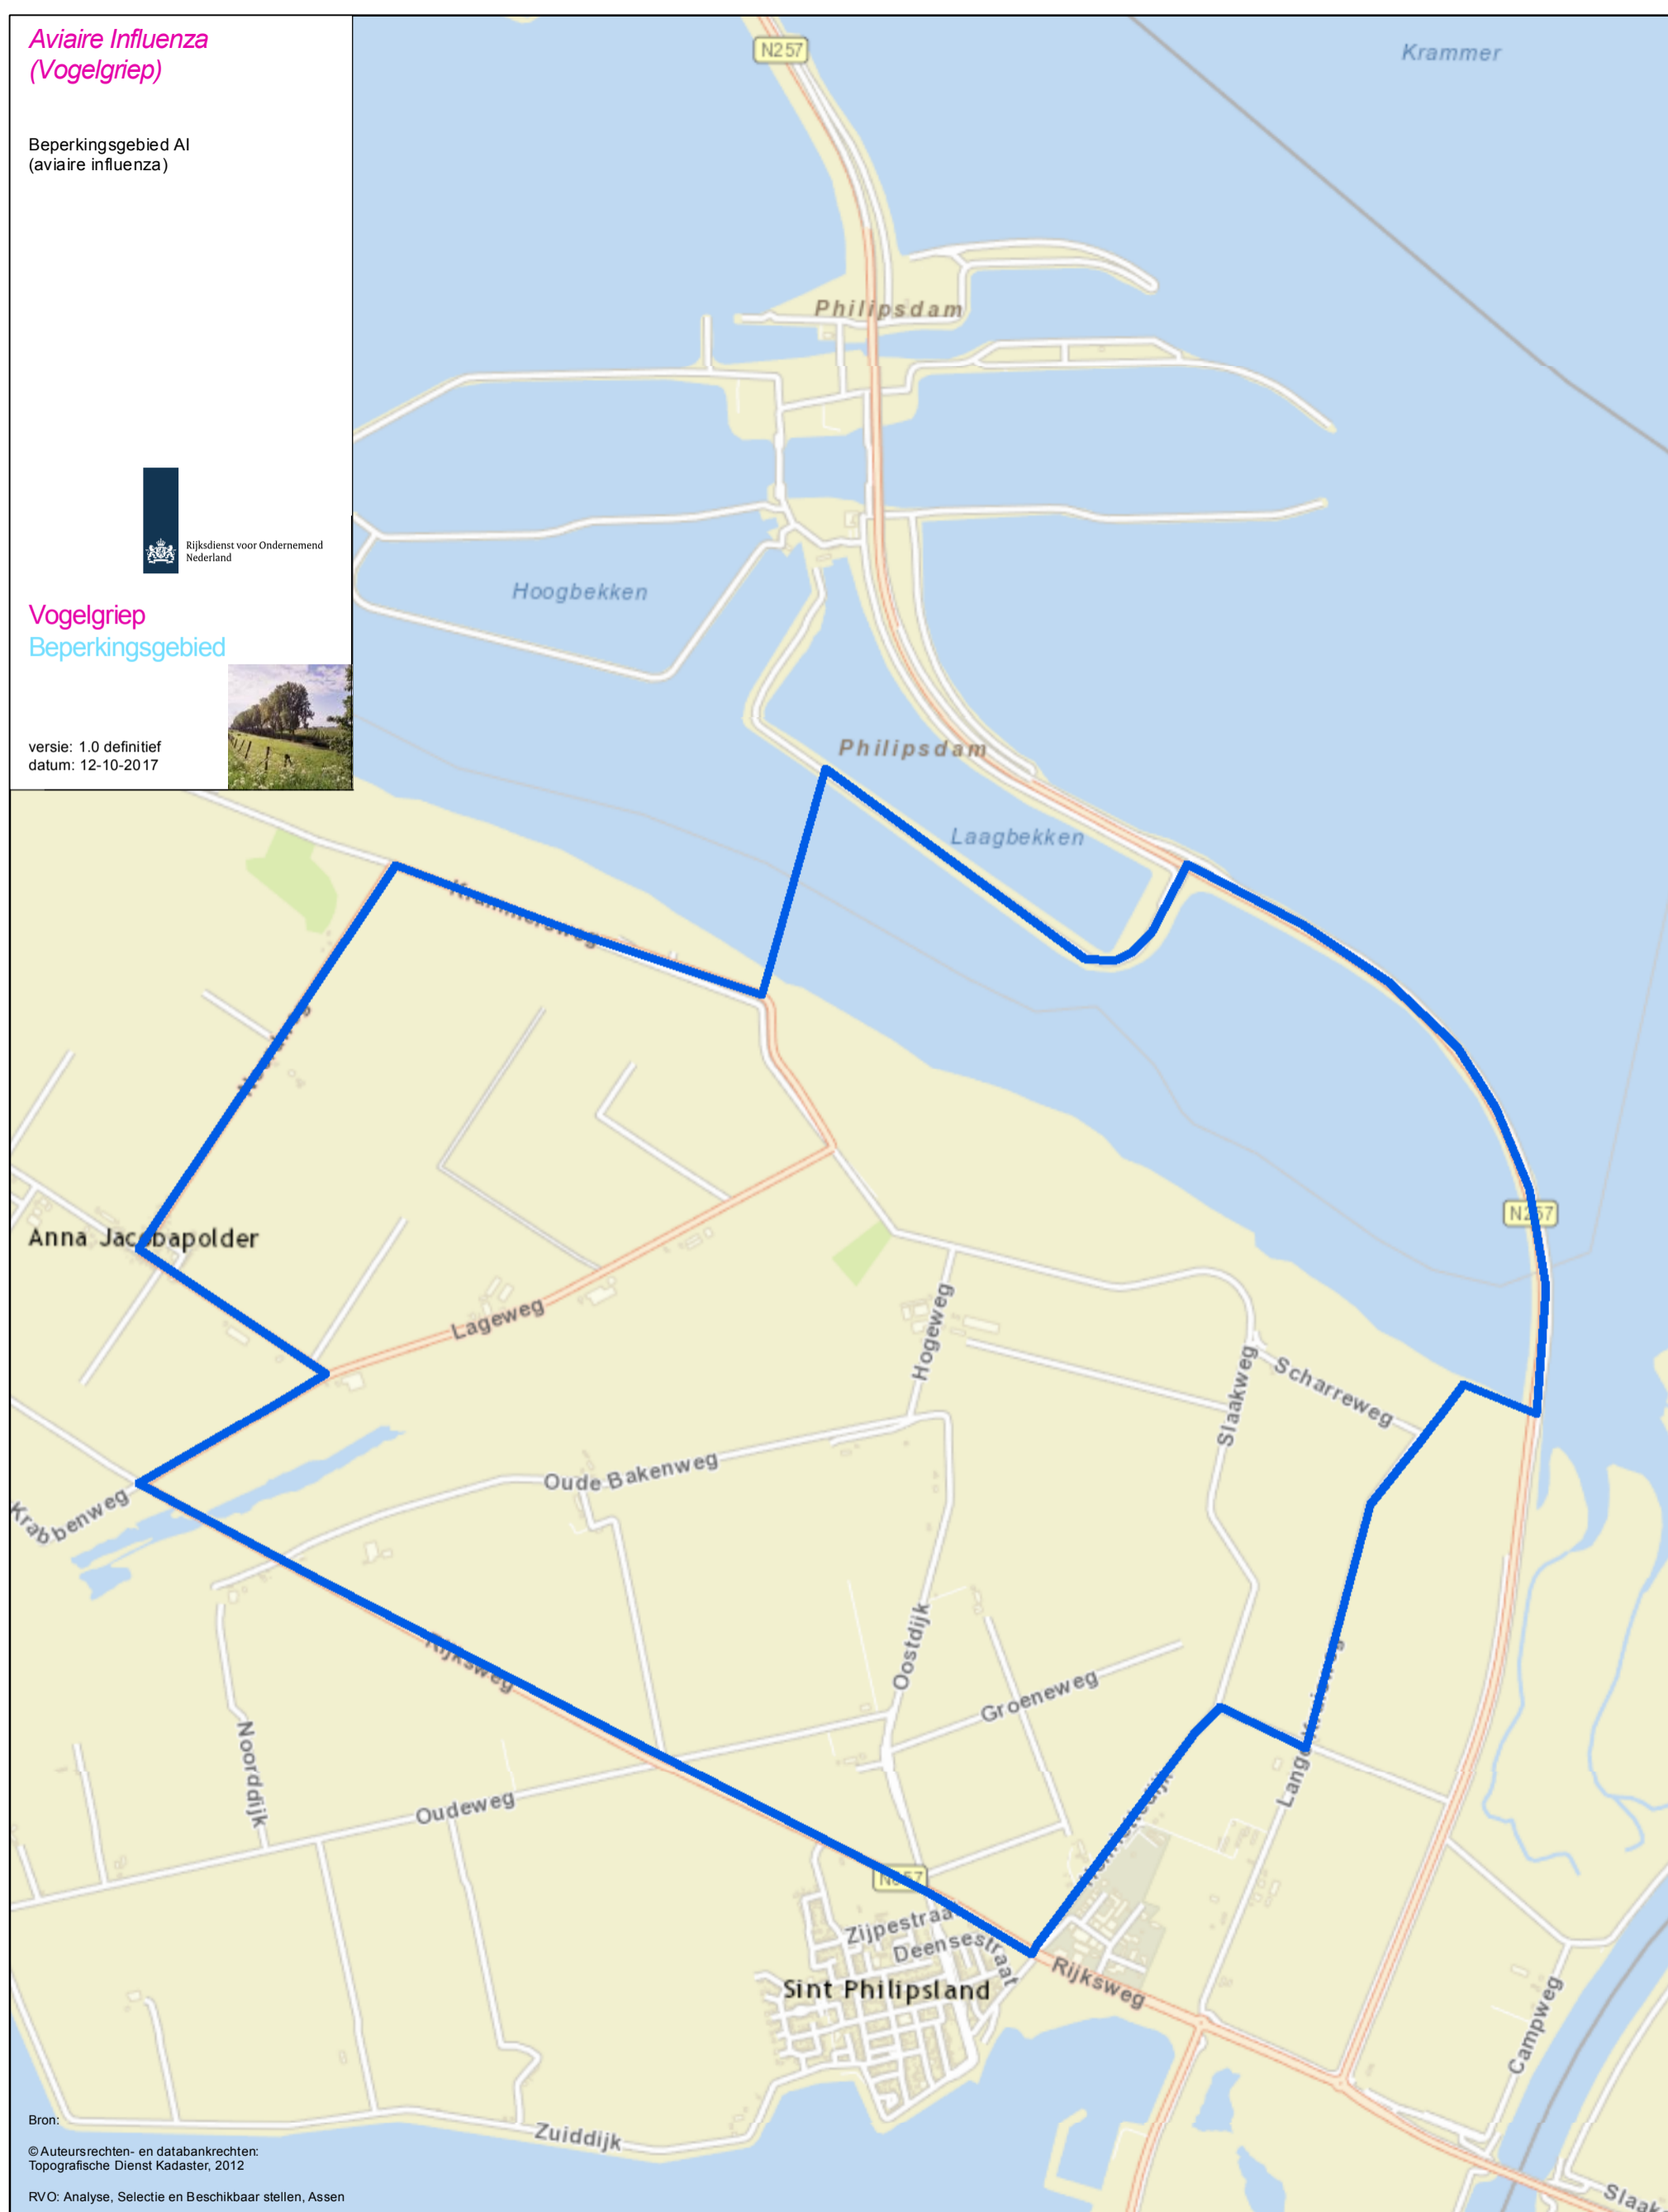 Aviaire Influenza
(Vogelgriep)
Beperkingsgebied AI
(aviaire influenza)
Rijksdienst voor Ondernemend
Nederland
Vogelgriep
Beperkingsgebied
versie: 1.0 definitief
datum: 12-10-2017
N257
Krammer
Philipsdam
Hoogbekken
Philipsdam
Laagbekken
Krammersweg
N257
Anna Jacobapolder
Lageweg
Hogeweg
Slaakweg
Scharreweg
Oude Bakenweg
Krabbenweg
Rijksweg
Oostdijk
Groeneweg
Noorddijk
Oudeweg
Zijpestraat
Deensestraat
Sint Philipsland
Rijksweg
Campweg
Zuiddijk
Bron:
© Auteursrechten- en databankrechten:
Topografische Dienst Kadaster, 2012
RVO: Analyse, Selectie en Beschikbaar stellen, Assen